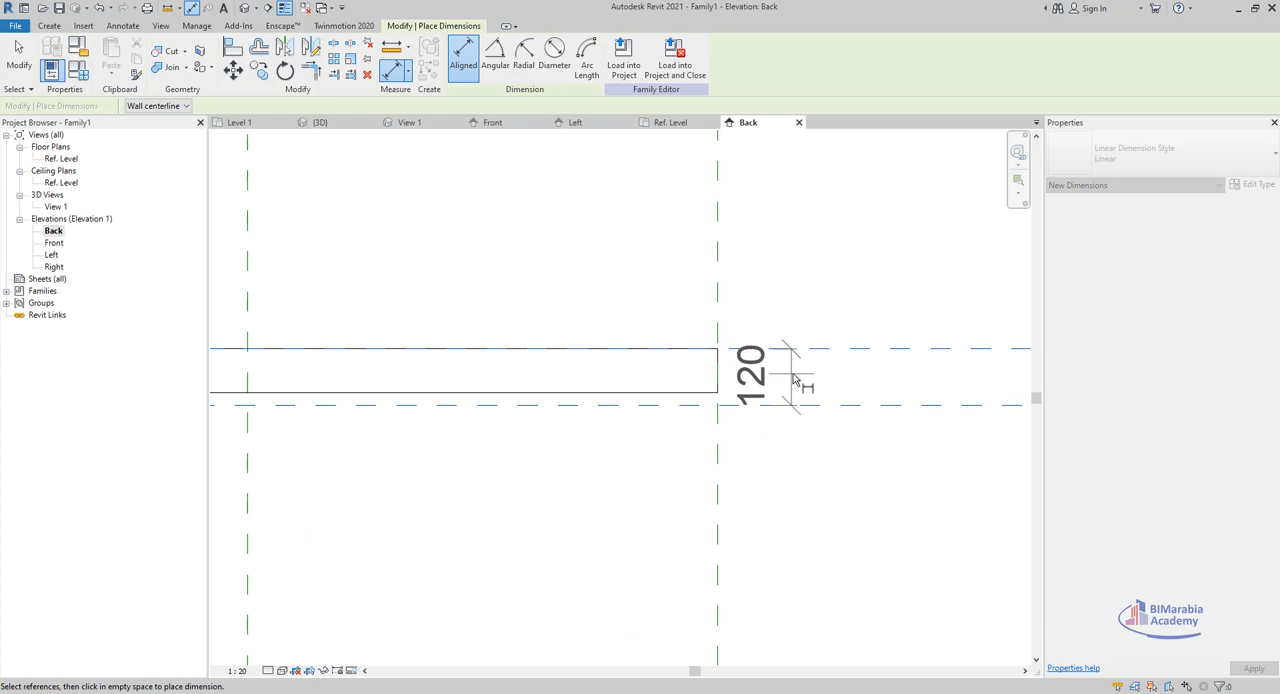 Autodesk Revit 2021 - Family1 - Elevation: Back
Sign In
File Create Insert Annotate View Manage Add-Ins Enscape™ Twinmotion 2020 Modify | Place Dimensions
Modify
Paste
Cut
Join
Aligned Angular Radial Diameter Arc Length
Load into Project
Load into Project and Close
Select Properties Clipboard Geometry Modify Measure Create Dimension Family Editor
Modify | Place Dimensions Wall centerline
Project Browser - Family1
Level 1 {3D} View 1 Front Left Ref. Level Back
Properties
Views (all)
Floor Plans
Ref. Level
Ceiling Plans
Ref. Level
3D Views
View 1
Elevations (Elevation 1)
Back
Front
Left
Right
Sheets (all)
Families
Groups
Revit Links
Linear Dimension Style
Linear
New Dimensions Edit Type
2D
120
BIMarabia
Academy
1 : 20
Properties help Apply
Select references, then click in empty space to place dimension.
:0